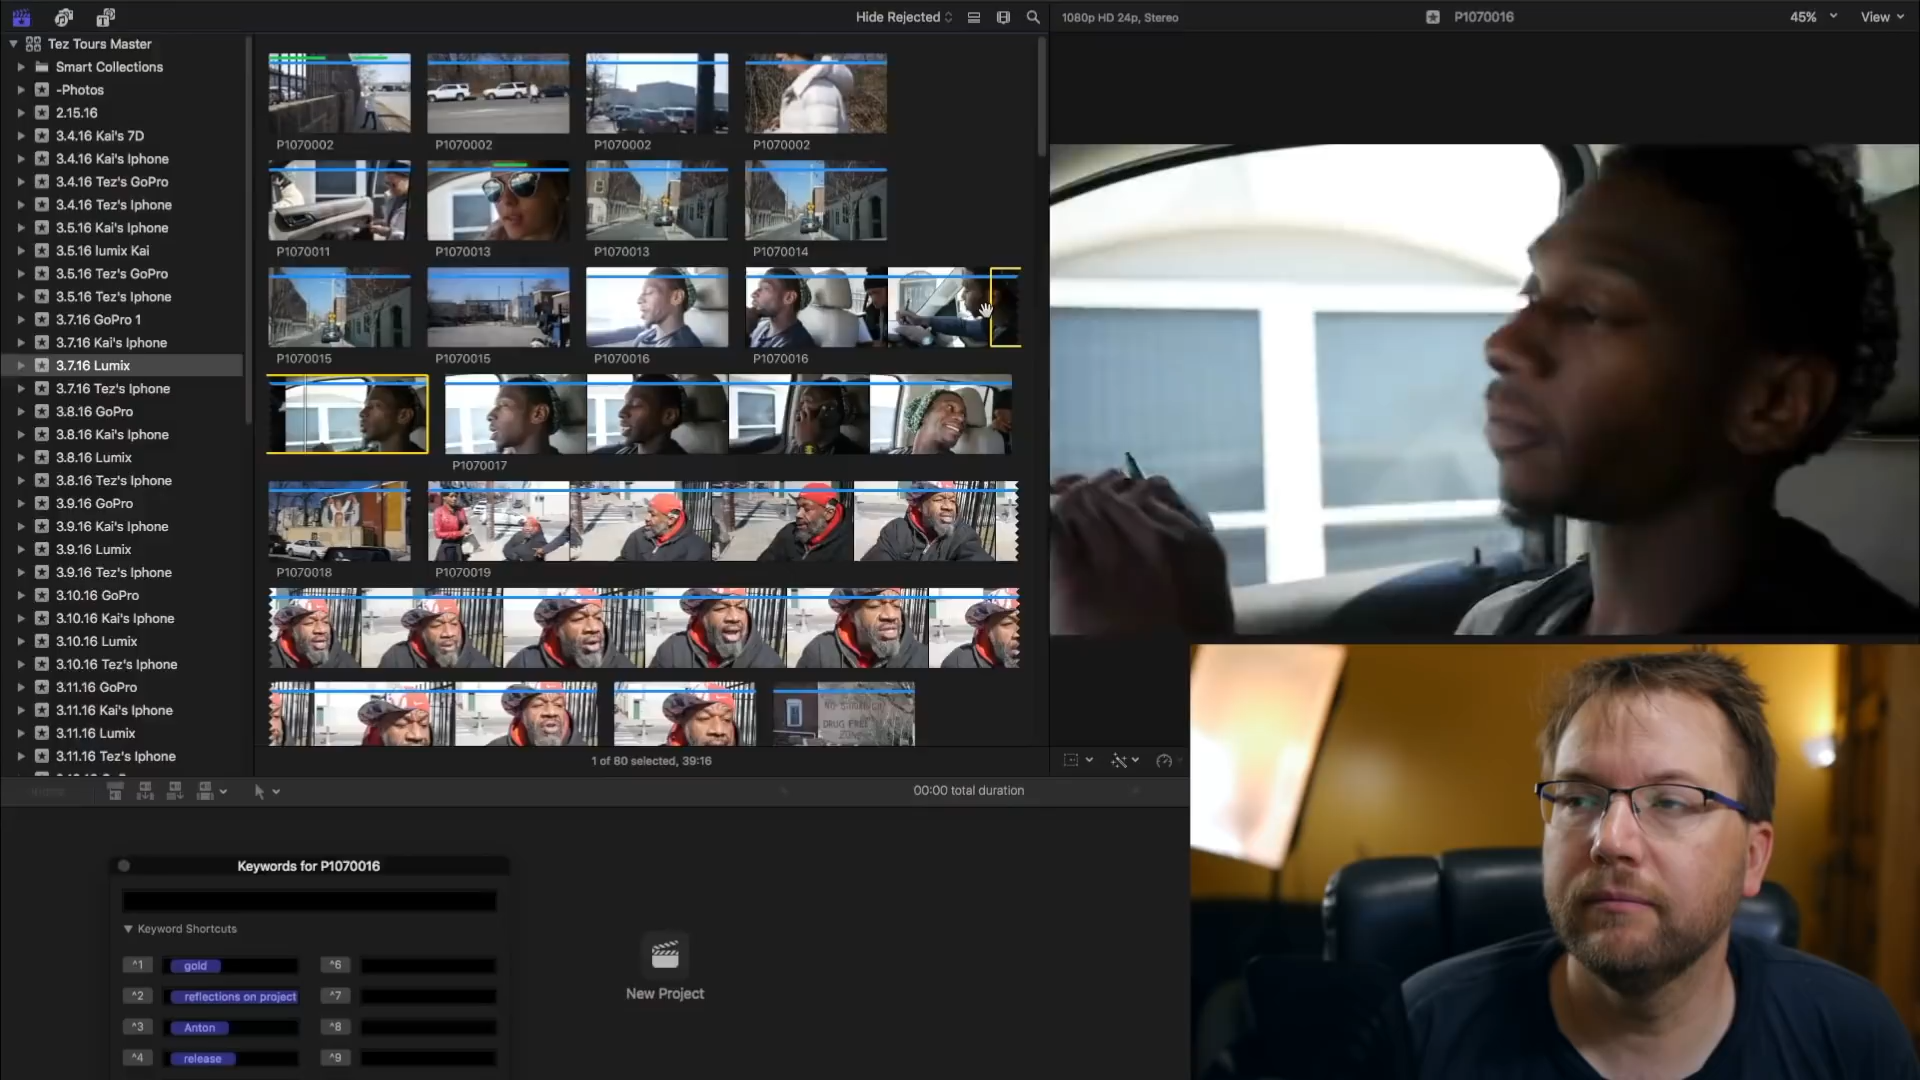 Hide Rejected
1080p HD 24p, Stereo
P1070016
45%
View
Tez Tours Master
Smart Collections
-Photos
2.15.16
3.4.16 Kai's 7D
3.4.16 Kai's Iphone
3.4.16 Tez's GoPro
3.4.16 Tez's Iphone
3.5.16 Kai's Iphone
3.5.16 lumix Kai
3.5.16 Tez's GoPro
3.5.16 Tez's Iphone
3.7.16 GoPro 1
3.7.16 Kai's Iphone
3.7.16 Lumix
3.7.16 Tez's Iphone
3.8.16 GoPro
3.8.16 Kai's Iphone
3.8.16 Lumix
3.8.16 Tez's Iphone
3.9.16 GoPro
3.9.16 Kai's Iphone
3.9.16 Lumix
3.9.16 Tez's Iphone
3.10.16 GoPro
3.10.16 Kai's Iphone
3.10.16 Lumix
3.10.16 Tez's Iphone
3.11.16 GoPro
3.11.16 Kai's Iphone
3.11.16 Lumix
3.11.16 Tez's Iphone
P1070002
P1070002
P1070002
P1070002
P1070011
P1070013
P1070013
P1070014
P1070015
P1070015
P1070016
P1070016
P1070017
P1070018
P1070019
DRUG FREE
ZONE
1 of 80 selected, 39:16
00:00 total duration
Keywords for P1070016
Keyword Shortcuts
^1 gold ^6
^2 reflections on project ^7
^3 Anton ^8
^4 release ^9
New Project